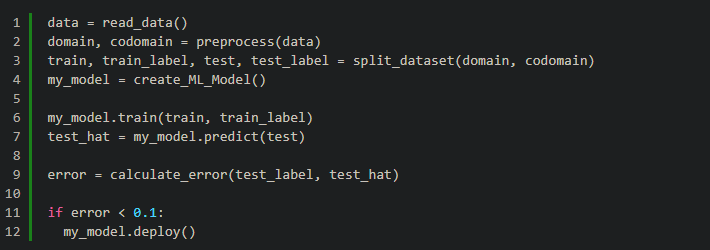 1 data = read_data()
2 domain, codomain = preprocess(data)
3 train, train_label, test, test_label = split_dataset(domain, codomain)
4 my_model = create_ML_Model()
5
6 my_model.train(train, train_label)
7 test_hat = my_model.predict(test)
8
9 error = calculate_error(test_label, test_hat)
10
11 if error < 0.1:
12   my_model.deploy()